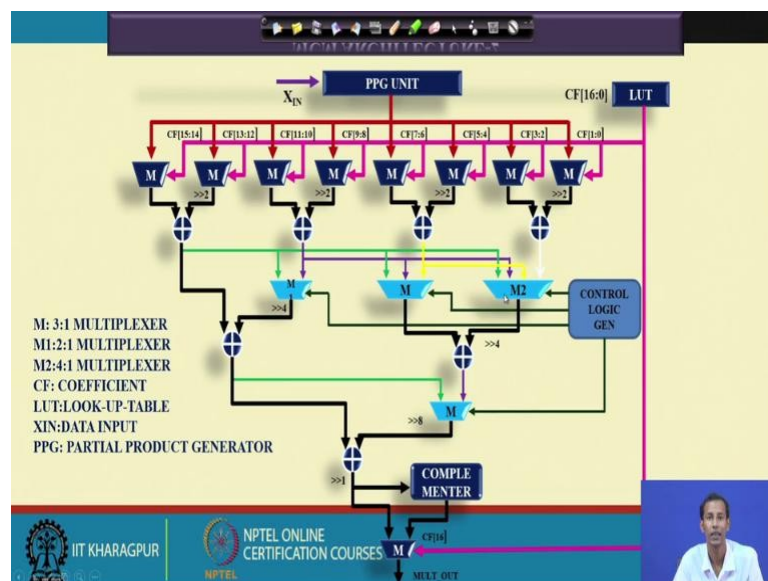 PPG UNIT
X_IN
CF[16:0]
LUT
CF[15:14]
CF[13:12]
CF[11:10]
CF[9:8]
CF[7:6]
CF[5:4]
CF[3:2]
CF[1:0]
M M M M M M M M
>>2 >>2 >>2 >>2
M M M2
CONTROL
LOGIC
GEN
>>4 >>4
M: 3:1 MULTIPLEXER
M1:2:1 MULTIPLEXER
M2:4:1 MULTIPLEXER
CF: COEFFICIENT
LUT:LOOK-UP-TABLE
XIN:DATA INPUT
PPG: PARTIAL PRODUCT GENERATOR
M
>>8
>>1
COMPLE
MENTER
CF[16]
M
MULT OUT
IIT KHARAGPUR
NPTEL
NPTEL ONLINE
CERTIFICATION COURSES